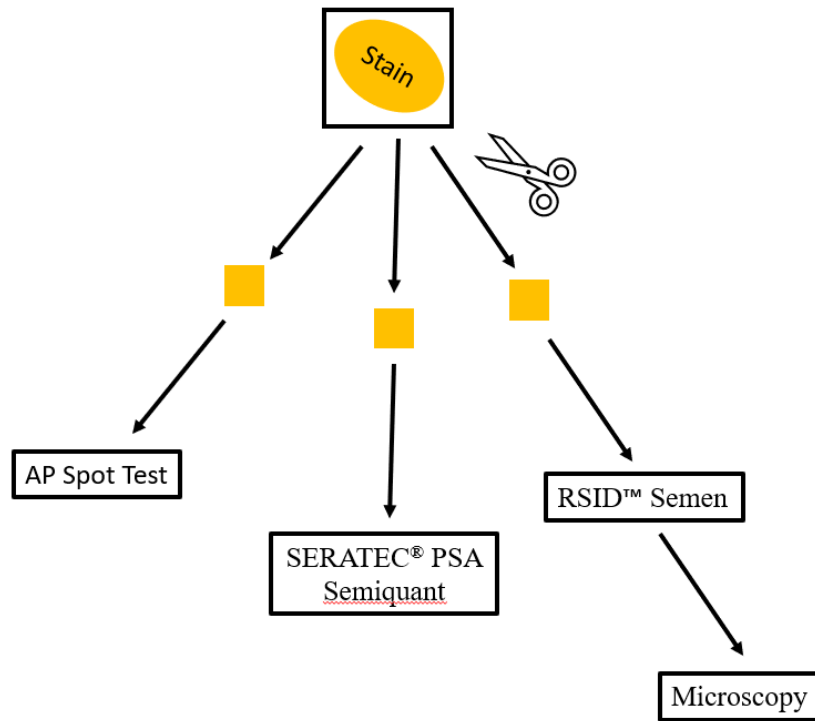 Stain
AP Spot Test
SERATEC® PSA
Semiquant
RSID™ Semen
Microscopy